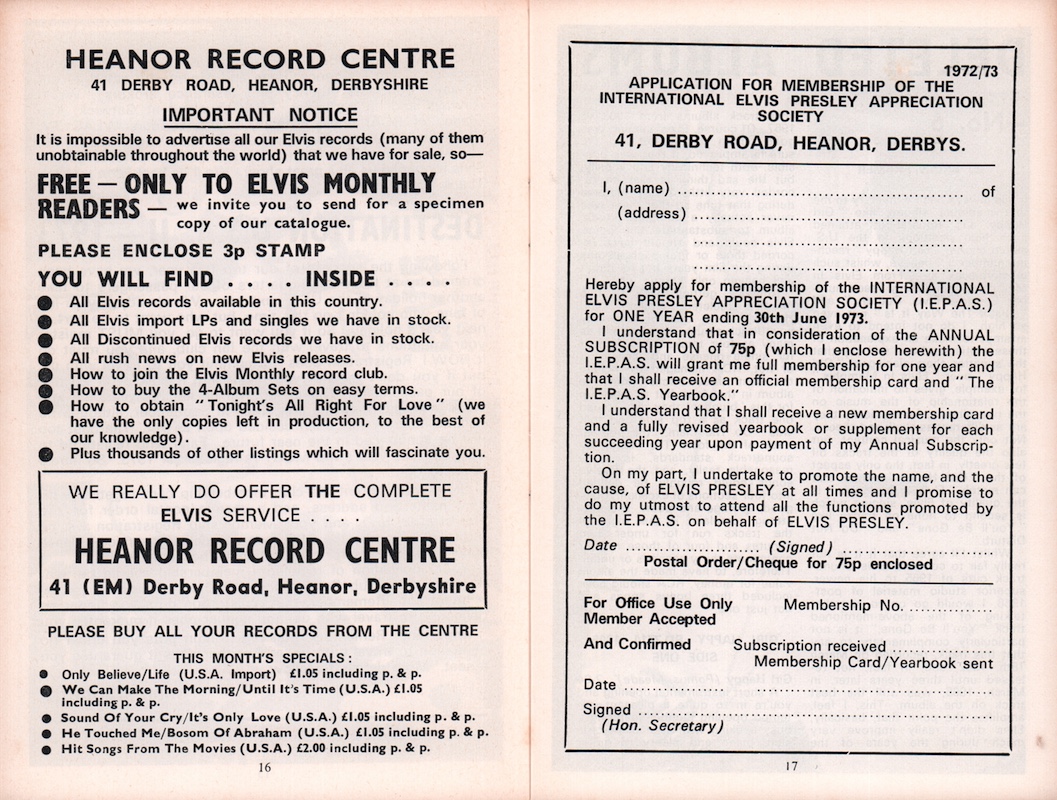 HEANOR RECORD CENTRE
41 DERBY ROAD, HEANOR, DERBYSHIRE
IMPORTANT NOTICE
It is impossible to advertise all our Elvis records (many of them
unobtainable throughout the world) that we have for sale, so—
FREE — ONLY TO ELVIS MONTHLY
READERS — we invite you to send for a specimen
copy of our catalogue.
PLEASE ENCLOSE 3p STAMP
YOU WILL FIND . . . . INSIDE . . . .
● All Elvis records available in this country.
● All Elvis import LPs and singles we have in stock.
● All Discontinued Elvis records we have in stock.
● All rush news on new Elvis releases.
● How to join the Elvis Monthly record club.
● How to buy the 4-Album Sets on easy terms.
● How to obtain "Tonight's All Right For Love" (we
have the only copies left in production, to the best of
our knowledge).
● Plus thousands of other listings which will fascinate you.
WE REALLY DO OFFER THE COMPLETE
ELVIS SERVICE . . . .
HEANOR RECORD CENTRE
41 (EM) Derby Road, Heanor, Derbyshire
PLEASE BUY ALL YOUR RECORDS FROM THE CENTRE
THIS MONTH'S SPECIALS :
● Only Believe/Life (U.S.A. Import) £1.05 including p. & p.
● We Can Make The Morning/Until It's Time (U.S.A.) £1.05
including p. & p.
● Sound Of Your Cry/It's Only Love (U.S.A.) £1.05 including p. & p.
● He Touched Me/Bosom Of Abraham (U.S.A.) £1.05 including p. & p.
● Hit Songs From The Movies (U.S.A.) £2.00 including p. & p.
16
1972/73
APPLICATION FOR MEMBERSHIP OF THE
INTERNATIONAL ELVIS PRESLEY APPRECIATION
SOCIETY
41, DERBY ROAD, HEANOR, DERBYS.
I, (name) .................................................. of
(address) ..................................................
..................................................
..................................................
Hereby apply for membership of the INTERNATIONAL
ELVIS PRESLEY APPRECIATION SOCIETY (I.E.P.A.S.)
for ONE YEAR ending 30th June 1973.
I understand that in consideration of the ANNUAL
SUBSCRIPTION of 75p (which I enclose herewith) the
I.E.P.A.S. will grant me full membership for one year and
that I shall receive an official membership card and " The
I.E.P.A.S. Yearbook."
I understand that I shall receive a new membership card
and a fully revised yearbook or supplement for each
succeeding year upon payment of my Annual Subscrip-
tion.
On my part, I undertake to promote the name, and the
cause, of ELVIS PRESLEY at all times and I promise to
do my utmost to attend all the functions promoted by
the I.E.P.A.S. on behalf of ELVIS PRESLEY.
Date ........................ (Signed) ...........................
Postal Order/Cheque for 75p enclosed
For Office Use Only Membership No. ...............
Member Accepted
And Confirmed Subscription received ..................
Membership Card/Yearbook sent
Date ..................................................
Signed ..................................................
(Hon. Secretary)
17